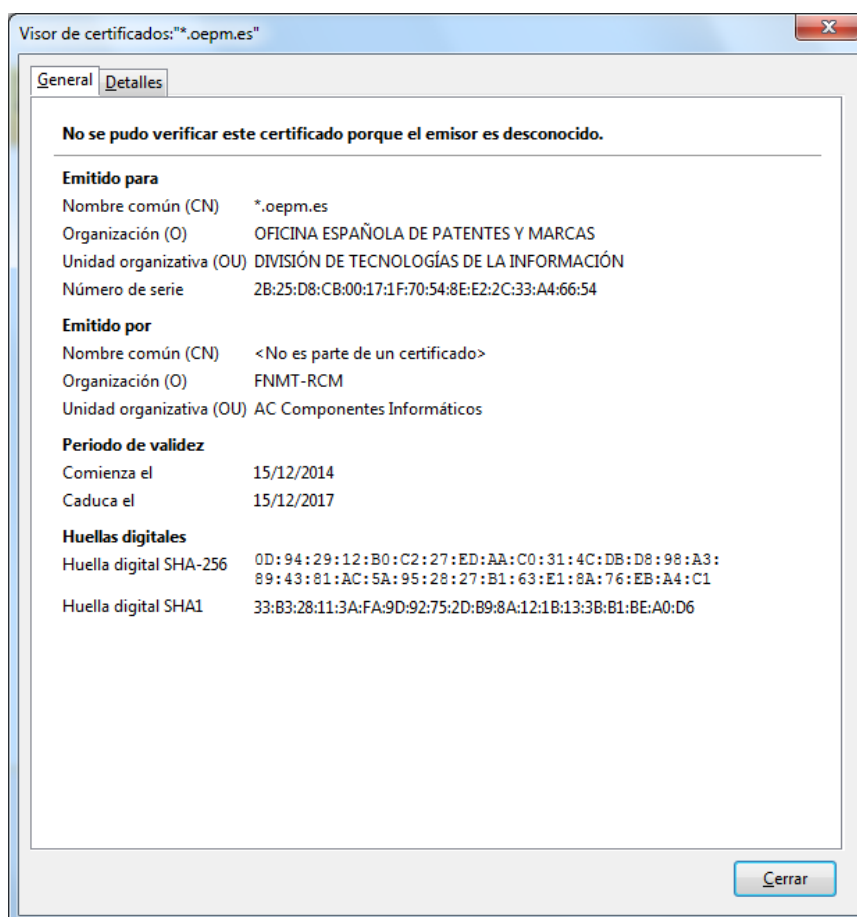 Visor de certificados:"*.oepm.es"
General Detalles
No se pudo verificar este certificado porque el emisor es desconocido.
Emitido para
Nombre común (CN) *.oepm.es
Organización (O) OFICINA ESPAÑOLA DE PATENTES Y MARCAS
Unidad organizativa (OU) DIVISIÓN DE TECNOLOGÍAS DE LA INFORMACIÓN
Número de serie 2B:25:D8:CB:00:17:1F:70:54:8E:E2:2C:33:A4:66:54
Emitido por
Nombre común (CN) <No es parte de un certificado>
Organización (O) FNMT-RCM
Unidad organizativa (OU) AC Componentes Informáticos
Periodo de validez
Comienza el 15/12/2014
Caduca el 15/12/2017
Huellas digitales
Huella digital SHA-256 0D:94:29:12:B0:C2:27:ED:AA:C0:31:4C:DB:D8:98:A3:
89:43:81:AC:5A:95:28:27:B1:63:E1:8A:76:EB:A4:C1
Huella digital SHA1 33:B3:28:11:3A:FA:9D:92:75:2D:B9:8A:12:1B:13:3B:B1:BE:A0:D6
Cerrar